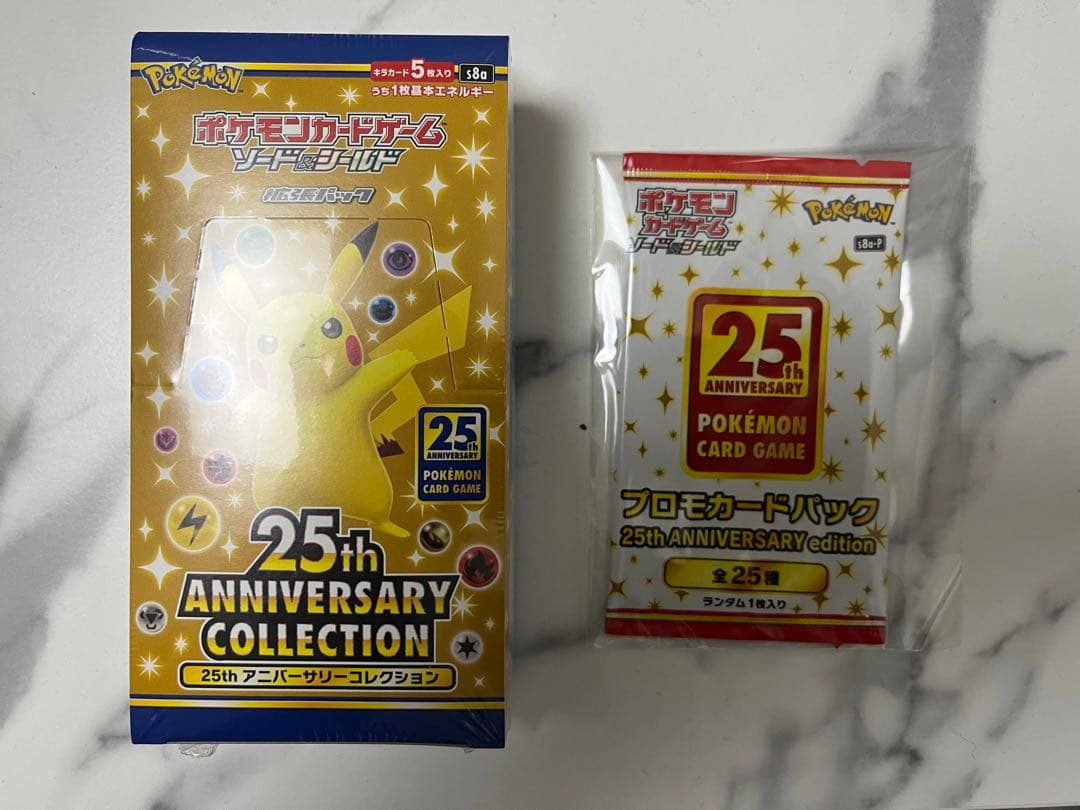 POKéMON
キラカード5枚入り
s8a
うち1枚基本エネルギー
ポケモンカードゲーム
ソード&シールド
拡張パック
25th
ANNIVERSARY
POKÉMON
CARD GAME
25th
ANNIVERSARY
COLLECTION
25th アニバーサリーコレクション
ポケモン
カードゲーム
ソード&シールド
POKéMON
s8a-P
25th
ANNIVERSARY
POKÉMON
CARD GAME
プロモカードパック
25th ANNIVERSARY edition
全25種
ランダム1枚入り